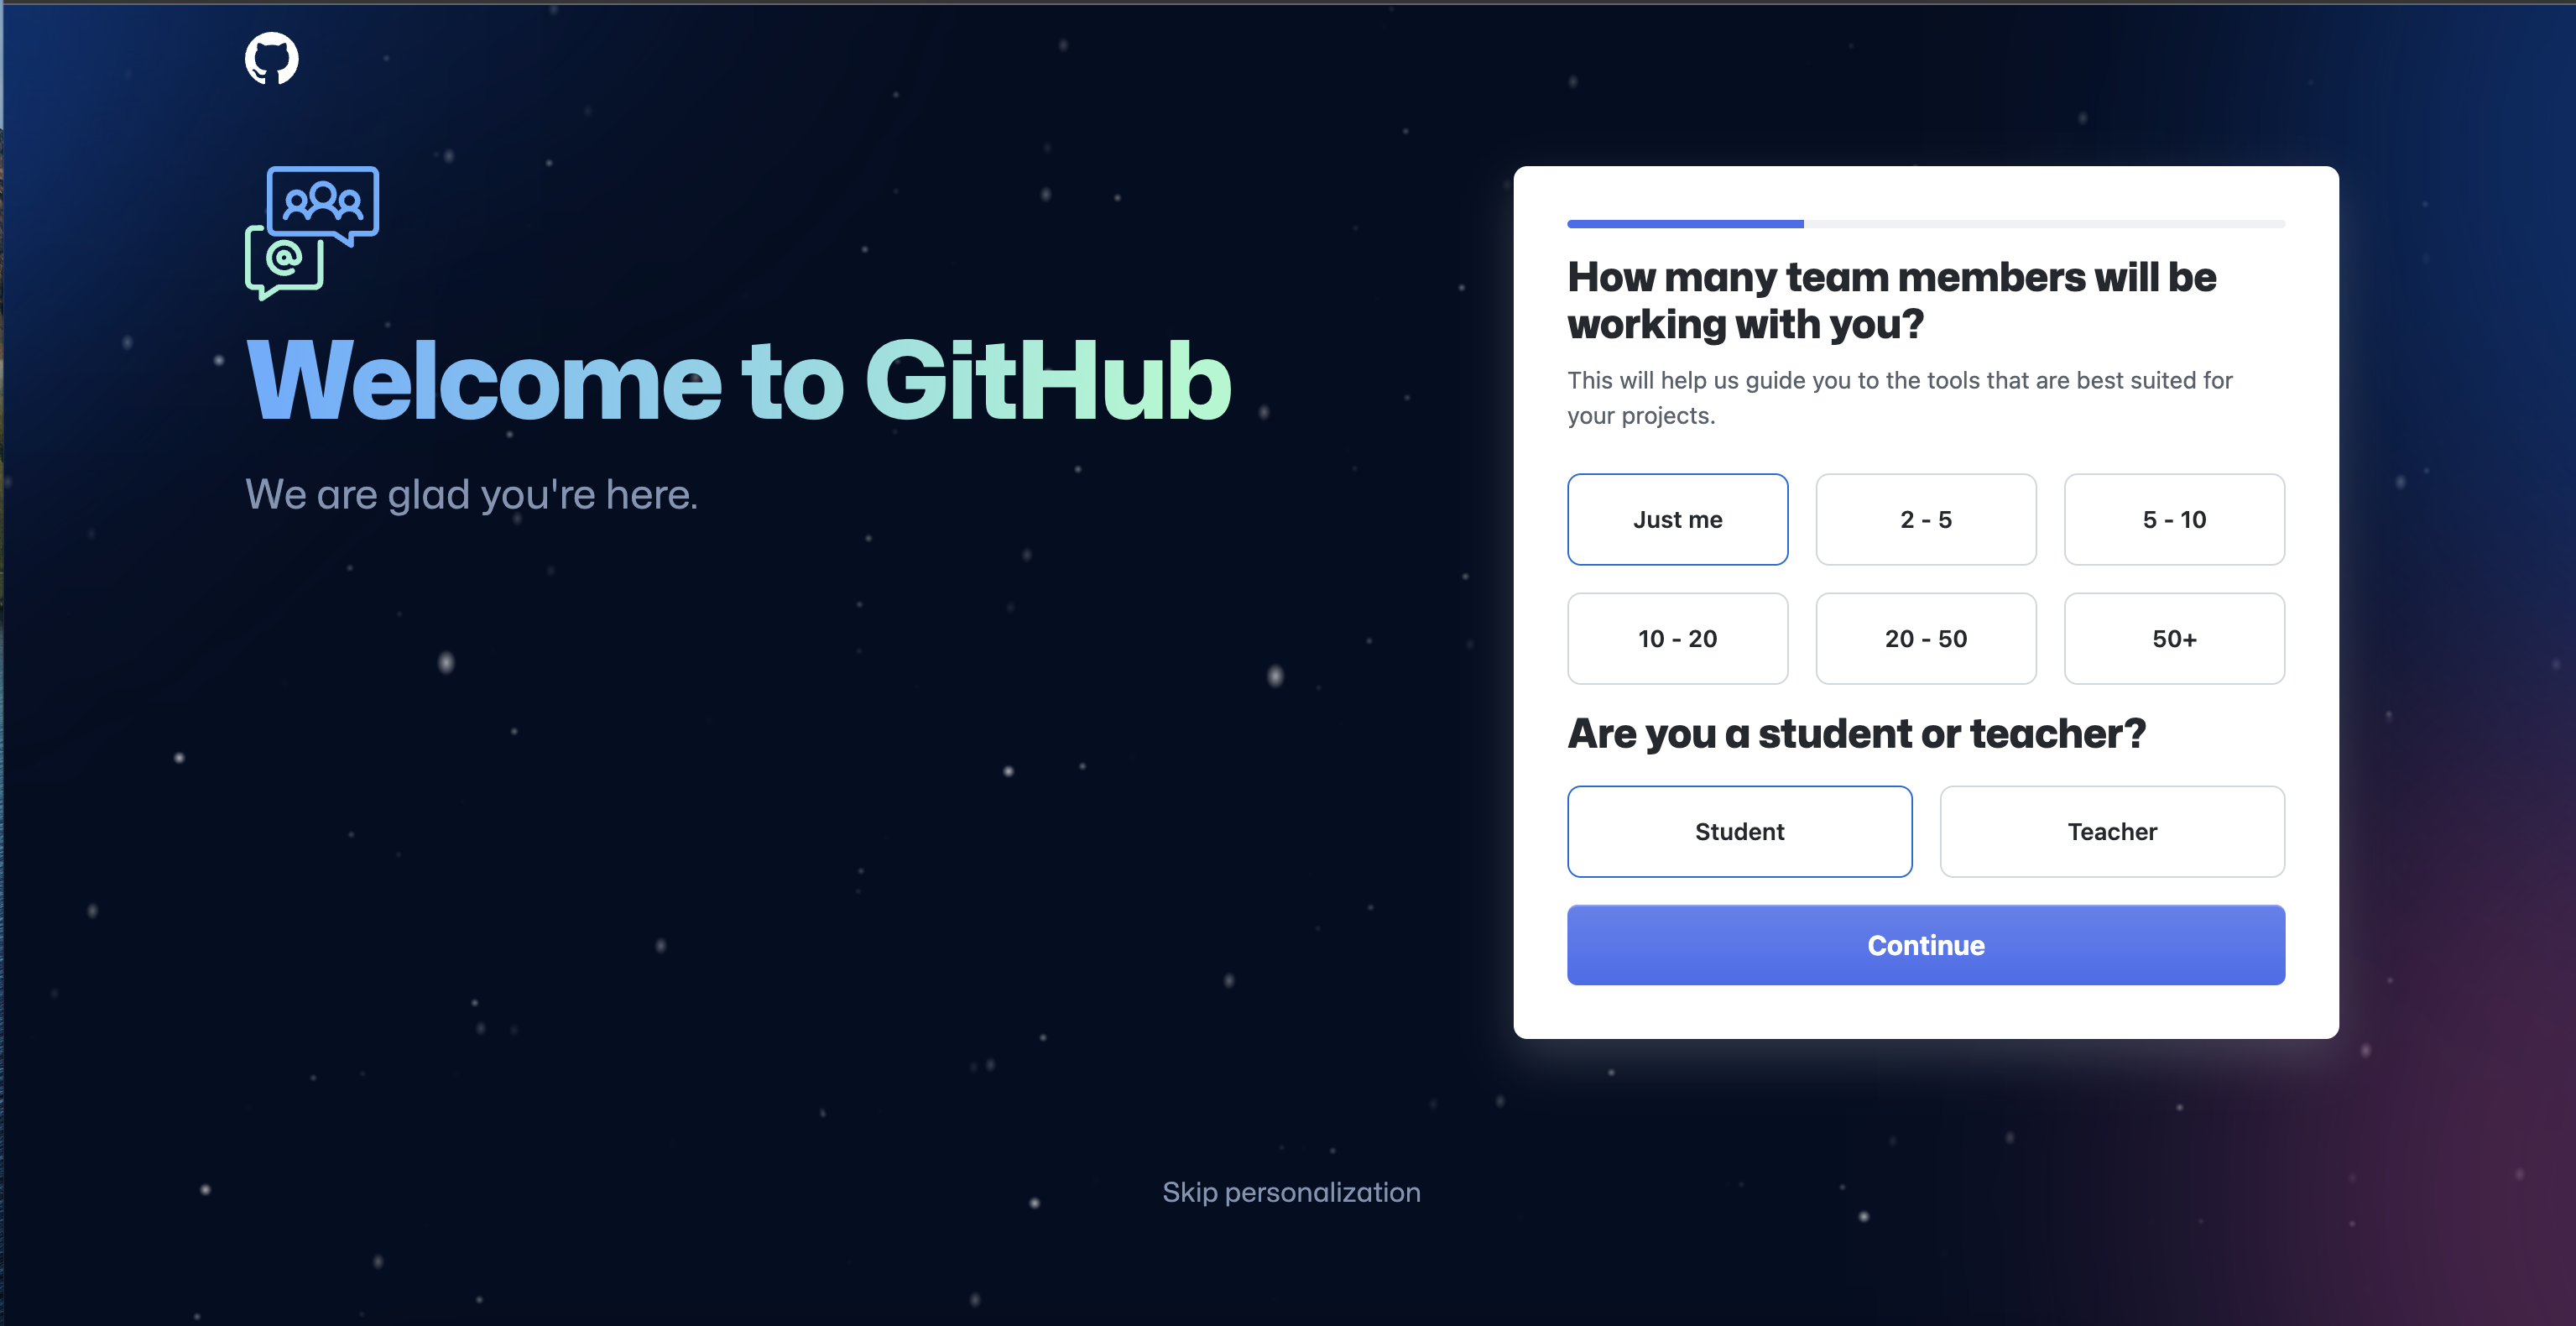 @
Welcome to GitHub
We are glad you're here.
How many team members will be
working with you?
This will help us guide you to the tools that are best suited for
your projects.
Just me
2 - 5
5 - 10
10 - 20
20 - 50
50+
Are you a student or teacher?
Student
Teacher
Continue
Skip personalization